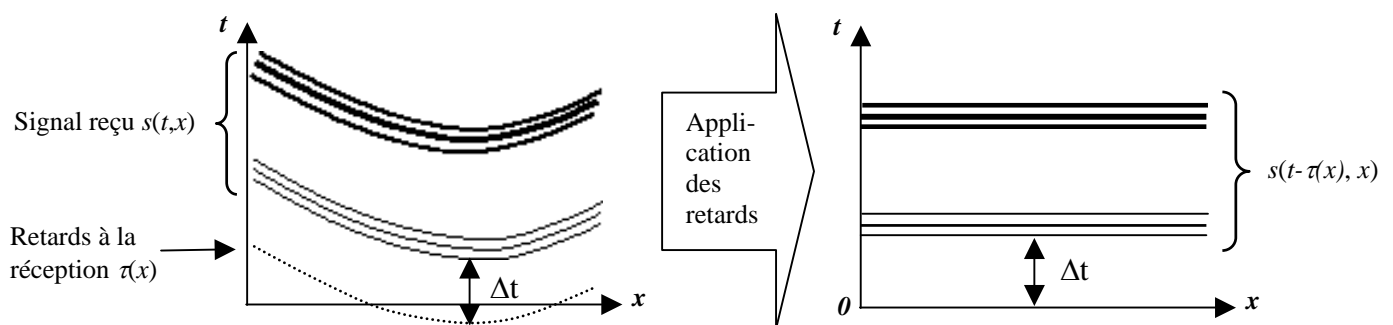 t
Signal reçu s(t,x)
Retards à la
réception τ(x)
Δt
x
Appli-
cation
des
retards
t
s(t- τ(x), x)
Δt
0
x